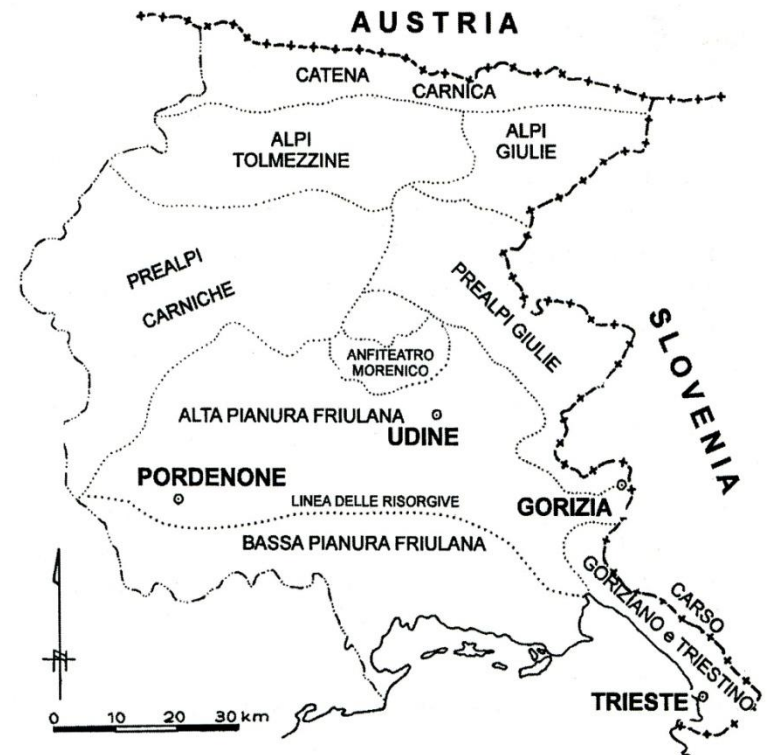 AUSTRIA
CATENA
CARNICA
ALPI
TOLMEZZINE
ALPI
GIULIE
PREALPI
CARNICHE
PREALPI GIULIE
SLOVENIA
ANFITEATRO
MORENICO
ALTA PIANURA FRIULANA
UDINE
PORDENONE
LINEA DELLE RISORGIVE
GORIZIA
BASSA PIANURA FRIULANA
CARSO
GORIZIANO e TRIESTINO
TRIESTE
N
0 10 20 30 km